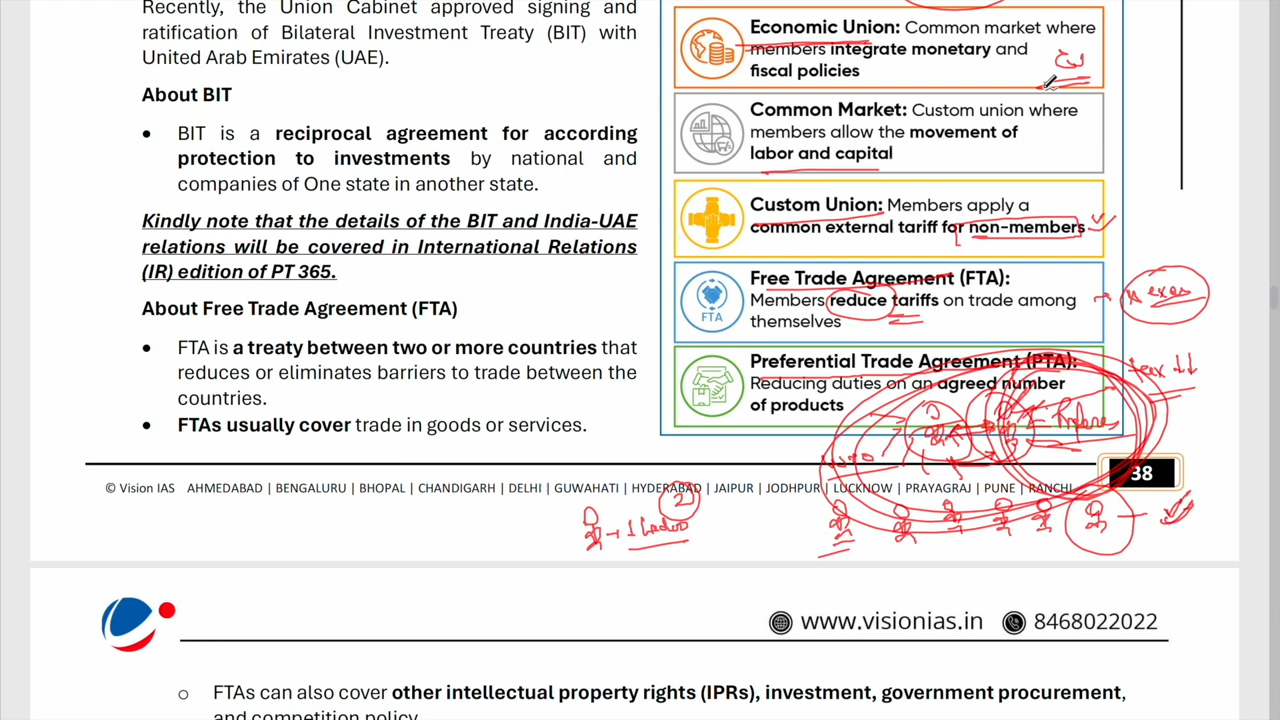 Recently, the Union Cabinet approved signing and
ratification of Bilateral Investment Treaty (BIT) with
United Arab Emirates (UAE).
About BIT
• BIT is a reciprocal agreement for according
protection to investments by national and
companies of One state in another state.
Kindly note that the details of the BIT and India-UAE
relations will be covered in International Relations
(IR) edition of PT 365.
About Free Trade Agreement (FTA)
• FTA is a treaty between two or more countries that
reduces or eliminates barriers to trade between the
countries.
• FTAs usually cover trade in goods or services.
Economic Union: Common market where
members integrate monetary and
fiscal policies
Common Market: Custom union where
members allow the movement of
labor and capital
Custom Union: Members apply a
common external tariff for non-members
FTA
Free Trade Agreement (FTA):
Members reduce tariffs on trade among
themselves
Preferential Trade Agreement (PTA):
Reducing duties on an agreed number
of products
38
© Vision IAS AHMEDABAD | BENGALURU | BHOPAL | CHANDIGARH | DELHI | GUWAHATI | HYDERABAD | JAIPUR | JODHPUR | LUCKNOW | PRAYAGRAJ | PUNE | RANCHI
2
www.visionias.in 8468022022
o FTAs can also cover other intellectual property rights (IPRs), investment, government procurement,
and competition policy.